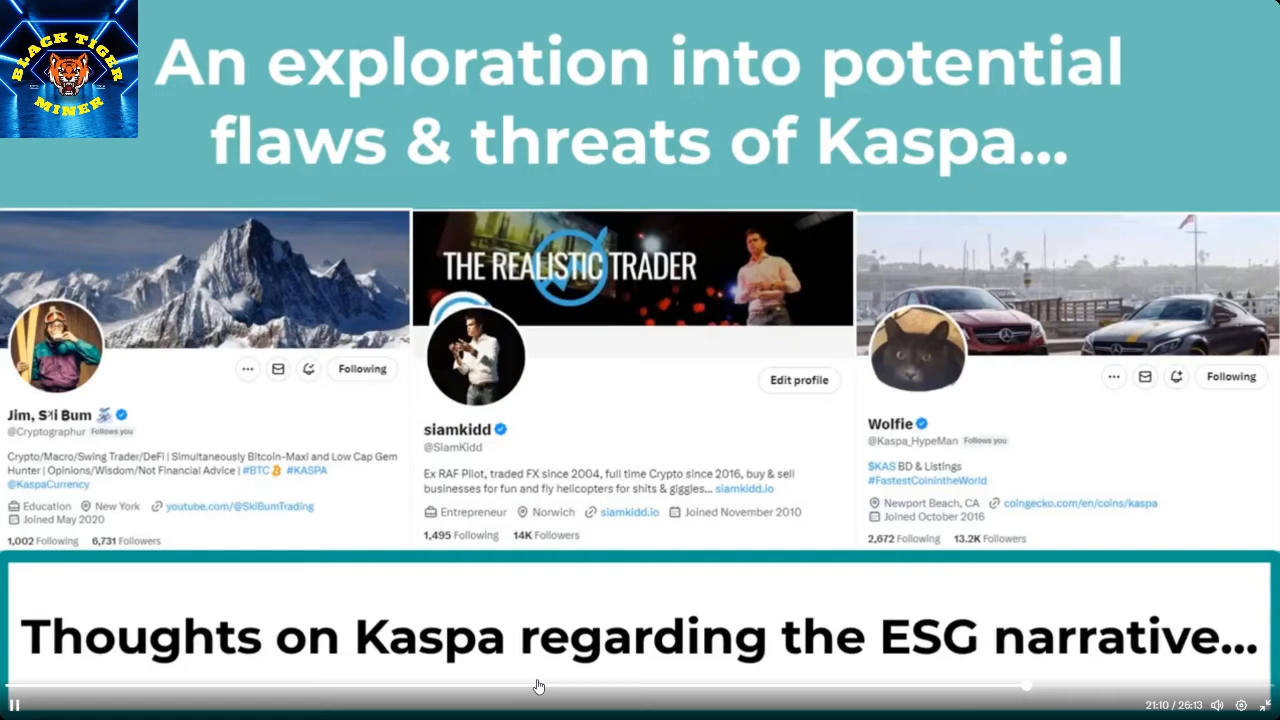 BLACK TIGER
MINER
An exploration into potential
flaws & threats of Kaspa...
Following
Jim, Ski Bum
@Cryptographur Follows you
Crypto/Macro/Swing Trader/DeFi | Simultaneously Bitcoin-Maxi and Low Cap Gem
Hunter | Opinions/Wisdom/Not Financial Advice | #BTC #KASPA
@KaspaCurrency
Education New York youtube.com/@SkiBumTrading
Joined May 2020
1,002 Following 6,731 Followers
THE REALISTIC TRADER
Edit profile
siamkidd
@SiamKidd
Ex RAF Pilot, traded FX since 2004, full time Crypto since 2016, buy & sell
businesses for fun and fly helicopters for shits & giggles... siamkidd.io
Entrepreneur Norwich siamkidd.io Joined November 2010
1,495 Following 14K Followers
Following
Wolfie
@Kaspa_HypeMan Follows you
$KAS BD & Listings
#FastestCoinintheWorld
Newport Beach, CA coingecko.com/en/coins/kaspa
Joined October 2016
2,672 Following 13.2K Followers
Thoughts on Kaspa regarding the ESG narrative...
21:10 / 26:13